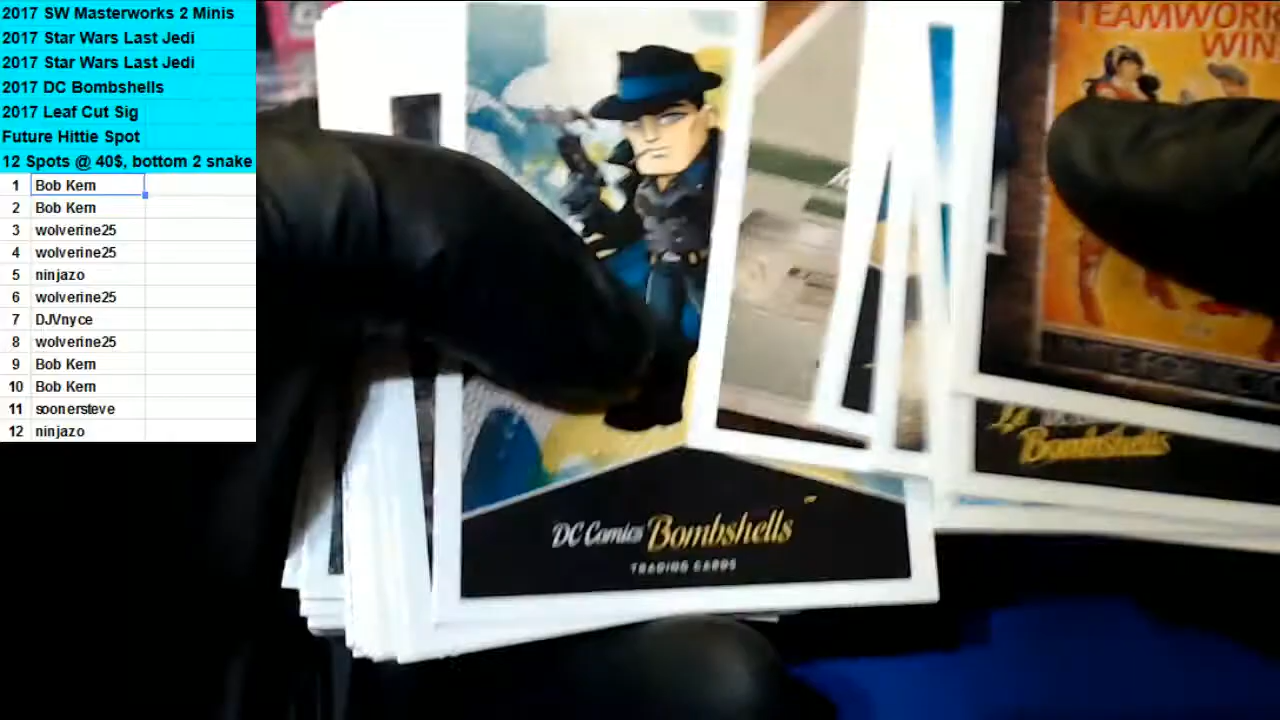 2017 SW Masterworks 2 Minis
2017 Star Wars Last Jedi
2017 Star Wars Last Jedi
2017 DC Bombshells
2017 Leaf Cut Sig
Future Hittie Spot
12 Spots @ 40$, bottom 2 snake
1 Bob Kern
2 Bob Kern
3 wolverine25
4 wolverine25
5 ninjazo
6 wolverine25
7 DJVnyce
8 wolverine25
9 Bob Kern
10 Bob Kern
11 soonersteve
12 ninjazo
TEAMWORK
WIN
Bombshells
DC Comics Bombshells
TRADING CARDS